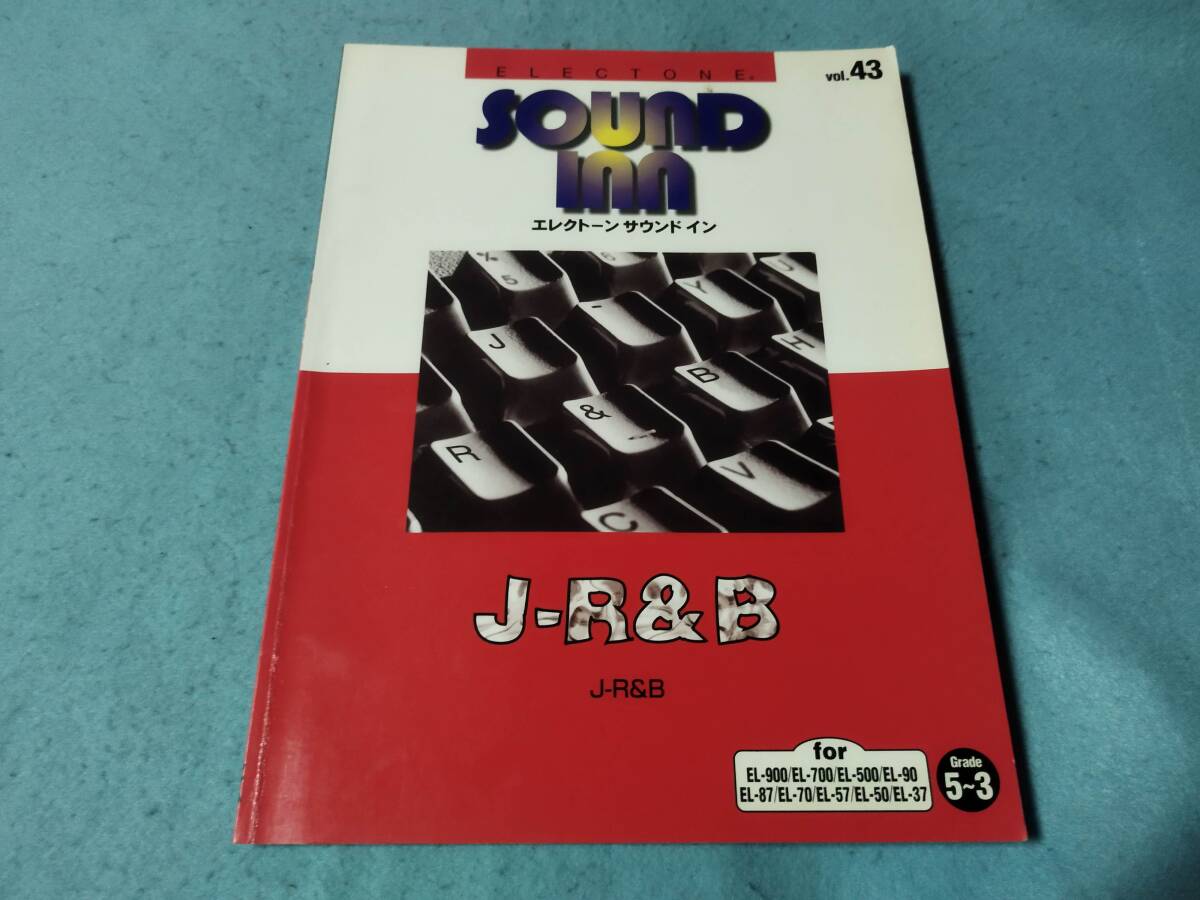 ELECTONE®
vol.43
SOUND
INN
エレクトーン サウンド イン
% 5
6
Y
U
J
'
H
B
&
R
V
C
J-R&B
J-R&B
for
EL-900/EL-700/EL-500/EL-90
EL-87/EL-70/EL-57/EL-50/EL-37
Grade
5~3